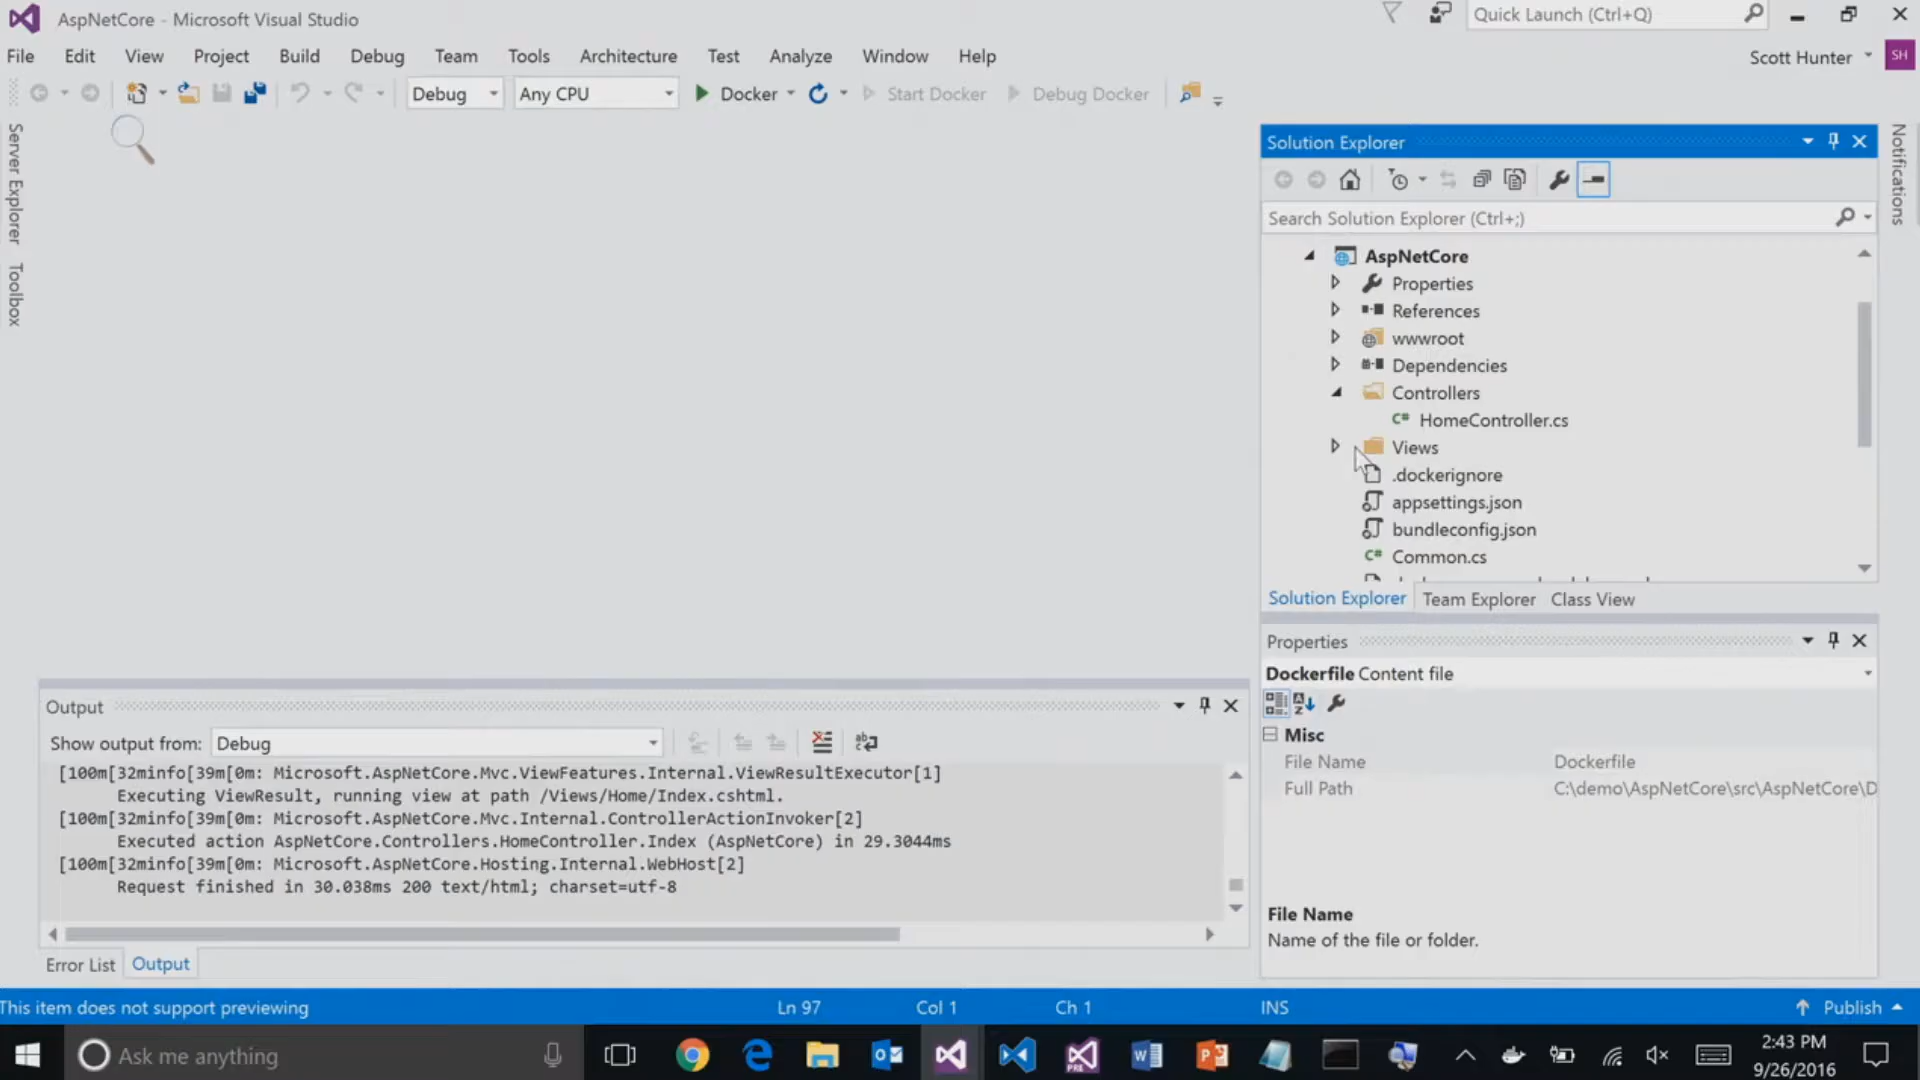 AspNetCore - Microsoft Visual Studio
Quick Launch (Ctrl+Q)
File Edit View Project Build Debug Team Tools Architecture Test Analyze Window Help
Scott Hunter SH
Debug Any CPU Docker Start Docker Debug Docker
Server Explorer
Toolbox
Notifications
Solution Explorer
Search Solution Explorer (Ctrl+;)
AspNetCore
Properties
References
wwwroot
Dependencies
Controllers
C# HomeController.cs
Views
.dockerignore
appsettings.json
bundleconfig.json
C# Common.cs
Solution Explorer Team Explorer Class View
Properties
Dockerfile Content file
Misc
File Name Dockerfile
Full Path C:\demo\AspNetCore\src\AspNetCore\D
File Name
Name of the file or folder.
Output
Show output from: Debug
[100m[32minfo[39m[0m: Microsoft.AspNetCore.Mvc.ViewFeatures.Internal.ViewResultExecutor[1]
Executing ViewResult, running view at path /Views/Home/Index.cshtml.
[100m[32minfo[39m[0m: Microsoft.AspNetCore.Mvc.Internal.ControllerActionInvoker[2]
Executed action AspNetCore.Controllers.HomeController.Index (AspNetCore) in 29.3044ms
[100m[32minfo[39m[0m: Microsoft.AspNetCore.Hosting.Internal.WebHost[2]
Request finished in 30.038ms 200 text/html; charset=utf-8
Error List Output
This item does not support previewing Ln 97 Col 1 Ch 1 INS Publish
Ask me anything
2:43 PM
9/26/2016